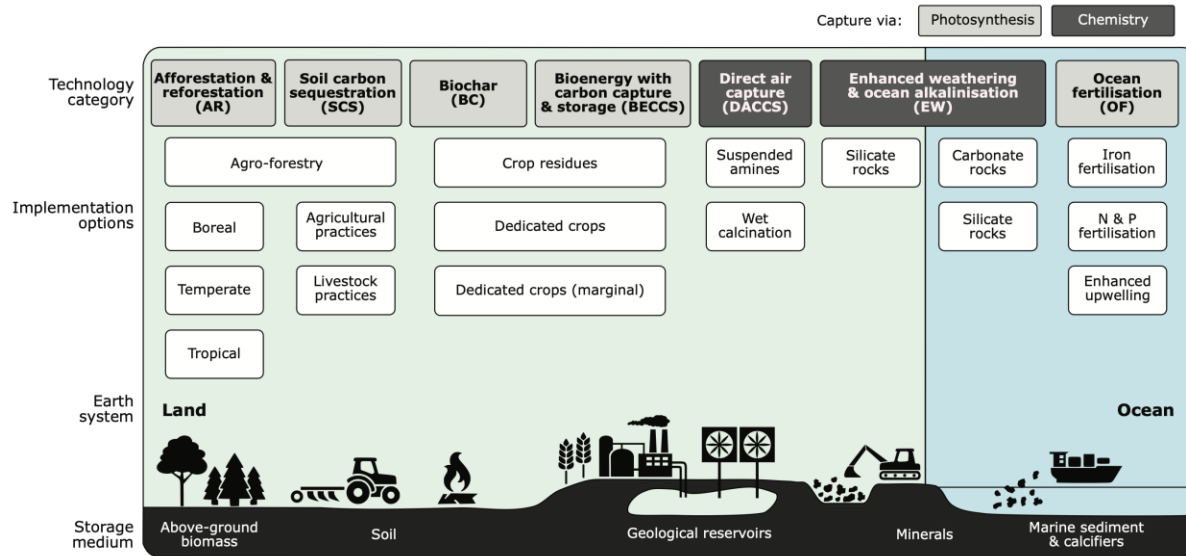 Capture via: Photosynthesis Chemistry
Technology category
Afforestation & reforestation (AR)
Soil carbon sequestration (SCS)
Biochar (BC)
Bioenergy with carbon capture & storage (BECCS)
Direct air capture (DACCS)
Enhanced weathering & ocean alkalinisation (EW)
Ocean fertilisation (OF)
Implementation options
Agro-forestry
Crop residues
Suspended amines
Silicate rocks
Carbonate rocks
Iron fertilisation
Boreal
Agricultural practices
Dedicated crops
Wet calcination
Silicate rocks
N & P fertilisation
Temperate
Livestock practices
Dedicated crops (marginal)
Enhanced upwelling
Tropical
Earth system
Land
Ocean
Storage medium
Above-ground biomass
Soil
Geological reservoirs
Minerals
Marine sediment & calcifiers